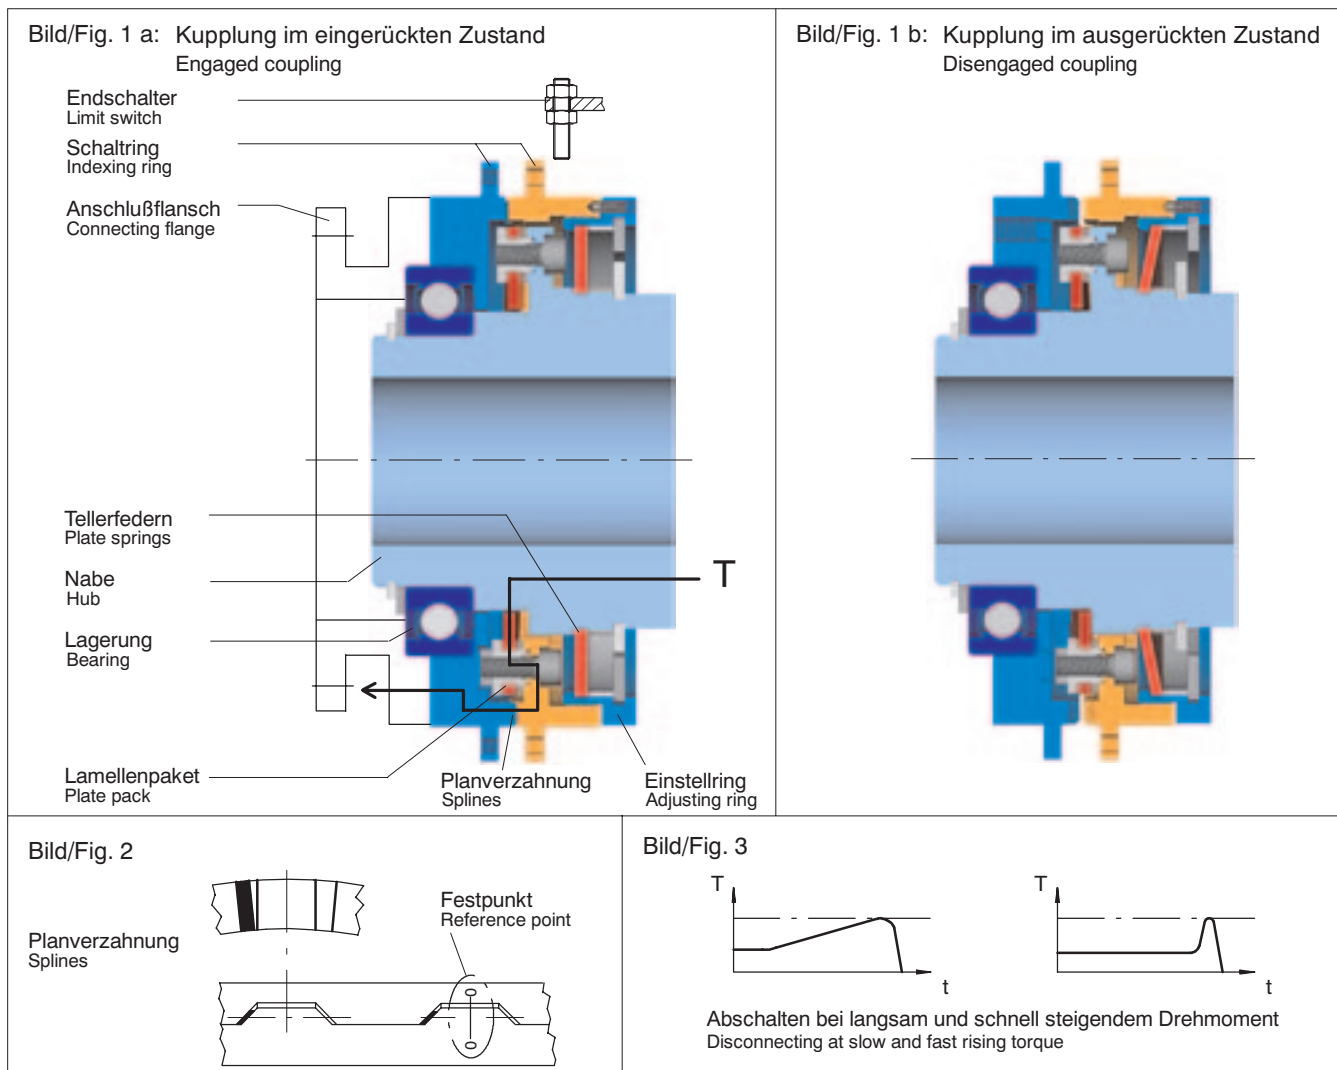 Bild/Fig. 1 a: Kupplung im eingerückten Zustand
Engaged coupling
Endschalter
Limit switch
Schaltring
Indexing ring
Anschlußflansch
Connecting flange
Tellerfedern
Plate springs
T
Nabe
Hub
Lagerung
Bearing
Lamellenpaket
Plate pack
Planverzahnung
Splines
Einstellring
Adjusting ring
Bild/Fig. 1 b: Kupplung im ausgerückten Zustand
Disengaged coupling
Bild/Fig. 2
Festpunkt
Reference point
Planverzahnung
Splines
0
0
Bild/Fig. 3
T
t
T
t
Abschalten bei langsam und schnell steigendem Drehmoment
Disconnecting at slow and fast rising torque